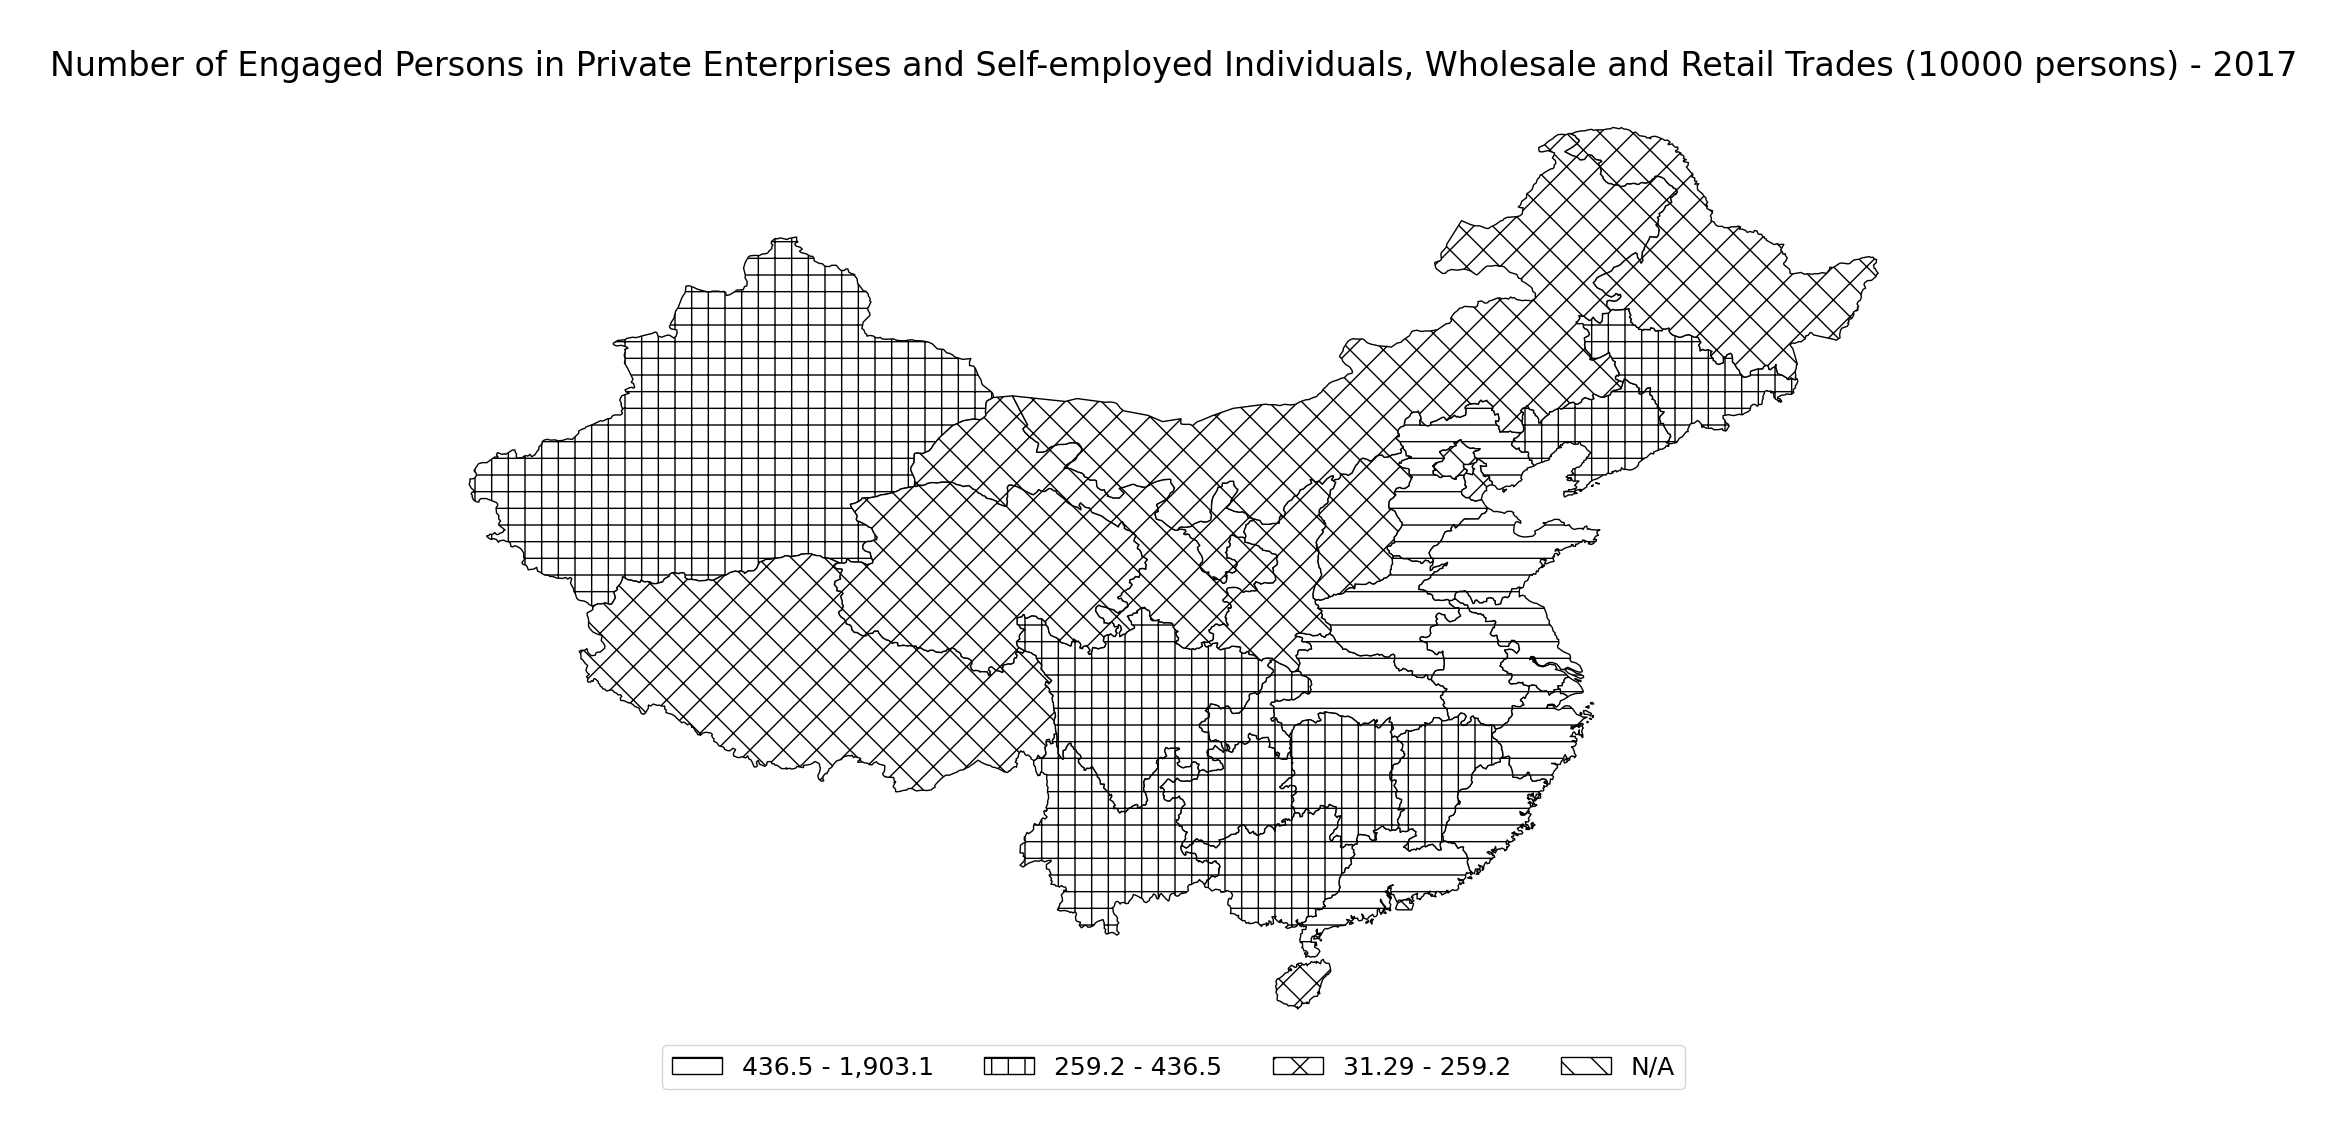 Number of Engaged Persons in Private Enterprises and Self-employed Individuals, Wholesale and Retail Trades (10000 persons) - 2017
436.5 - 1,903.1
259.2 - 436.5
31.29 - 259.2
N/A